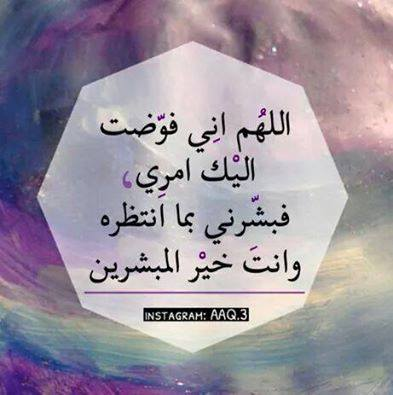 اللهُم انِي فوّضت
اليْك امرِي،
فبشّرني بما انتظره
وانتَ خيْر المبشرين
INSTAGRAM: AAQ.3